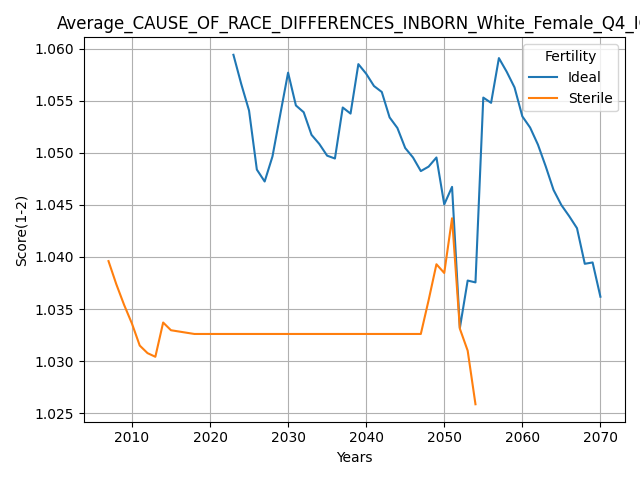 Average_CAUSE_OF_RACE_DIFFERENCES_INBORN_White_Female_Q4_
1.060
1.055
1.050
1.045
1.040
1.035
1.030
1.025
Score(1-2)
Fertility
Ideal
Sterile
2010 2020 2030 2040 2050 2060 2070
Years